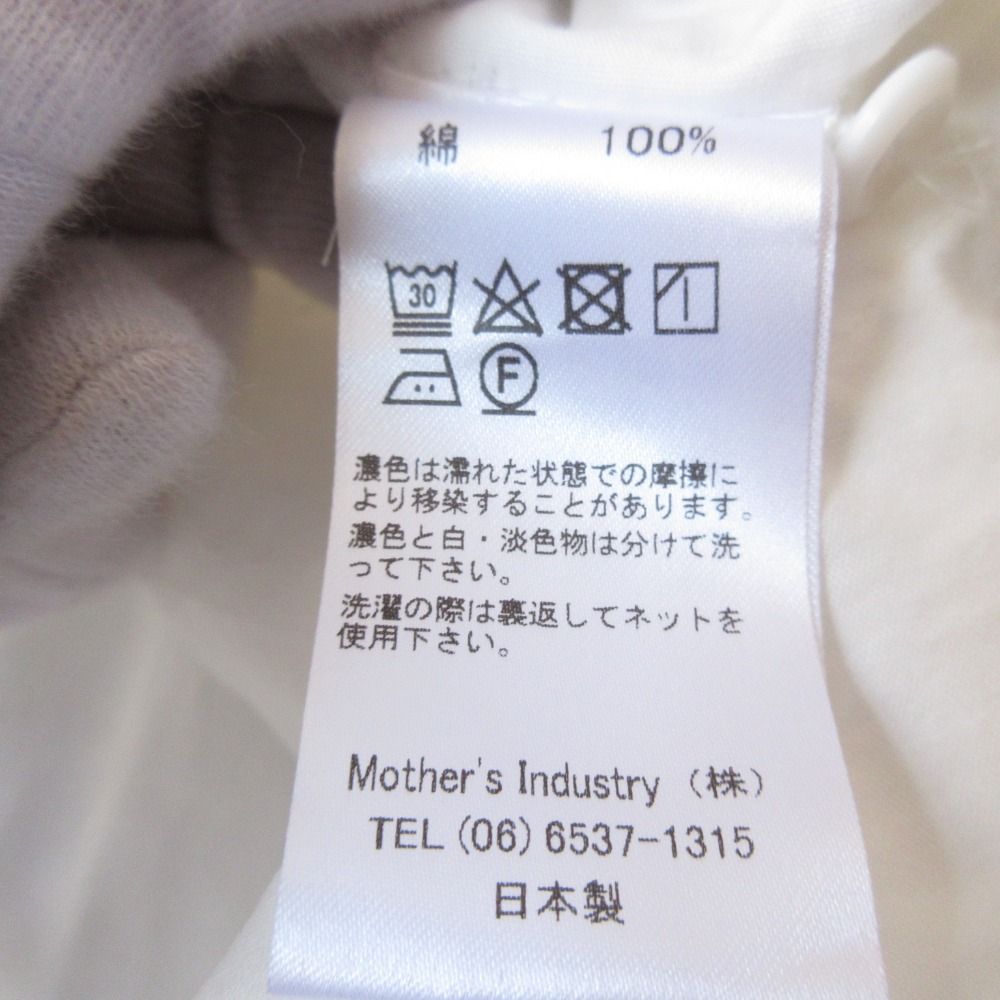 綿 100%
30
F
濃色は濡れた状態での摩擦に
より移染することがあります。
濃色と白・淡色物は分けて洗
って下さい。
洗濯の際は裏返してネットを
使用下さい。
Mother's Industry (株)
TEL (06) 6537-1315
日本製